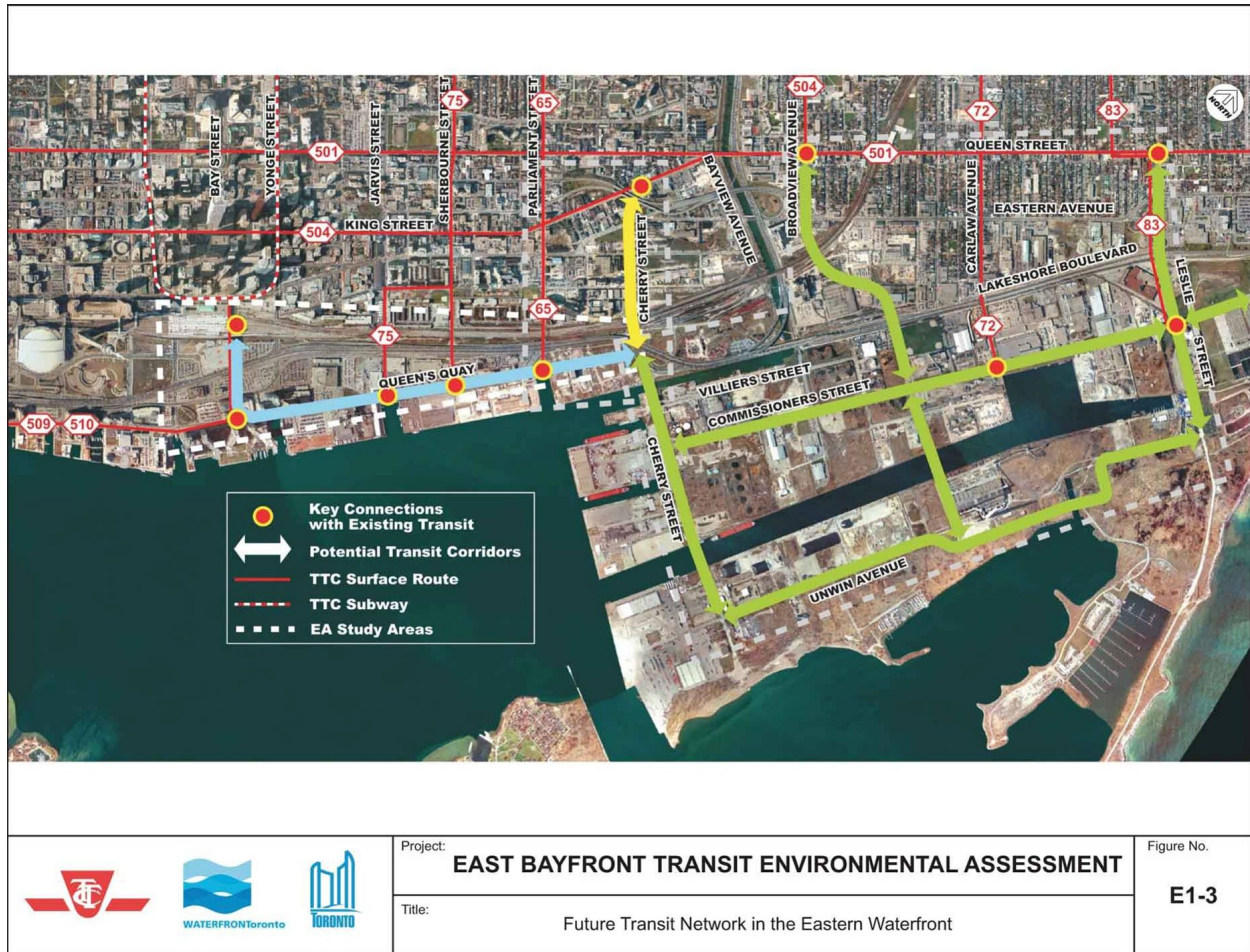 BAY STREET
YONGE STREET
JARVIS STREET
SHERBOURNE STREET
75
PARLIAMENT STREET
65
BROADVIEW AVENUE
504
72
83
NORTH
501
BAYVIEW AVENUE
501
QUEEN STREET
504
KING STREET
CHERRY STREET
CARLAW AVENUE
EASTERN AVENUE
83
LAKESHORE BOULEVARD
LESLIE STREET
75
65
72
QUEEN'S QUAY
VILLIERS STREET
COMMISSIONERS STREET
509
510
CHERRY STREET
UNWIN AVENUE
Key Connections
with Existing Transit
Potential Transit Corridors
TTC Surface Route
TTC Subway
EA Study Areas
TTC
WATERFRONToronto
TORONTO
Project:
EAST BAYFRONT TRANSIT ENVIRONMENTAL ASSESSMENT
Title:
Future Transit Network in the Eastern Waterfront
Figure No.
E1-3